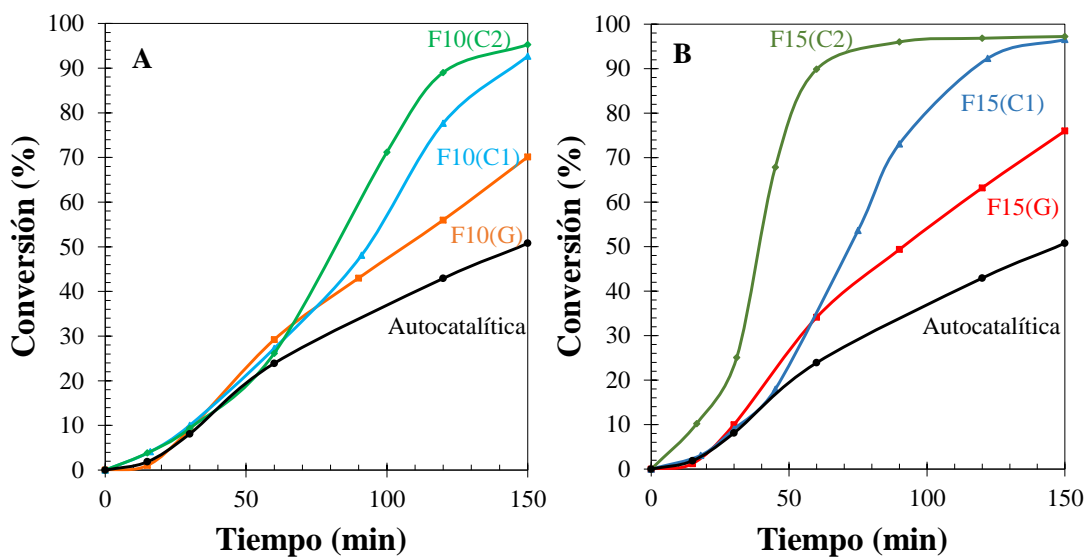 A
Conversión (%)
100
90
80
70
60
50
40
30
20
10
0
F10(C2)
F10(C1)
F10(G)
Autocatalítica
0
50
100
150
Tiempo (min)
B
Conversión (%)
100
90
80
70
60
50
40
30
20
10
0
F15(C2)
F15(C1)
F15(G)
Autocatalítica
0
50
100
150
Tiempo (min)